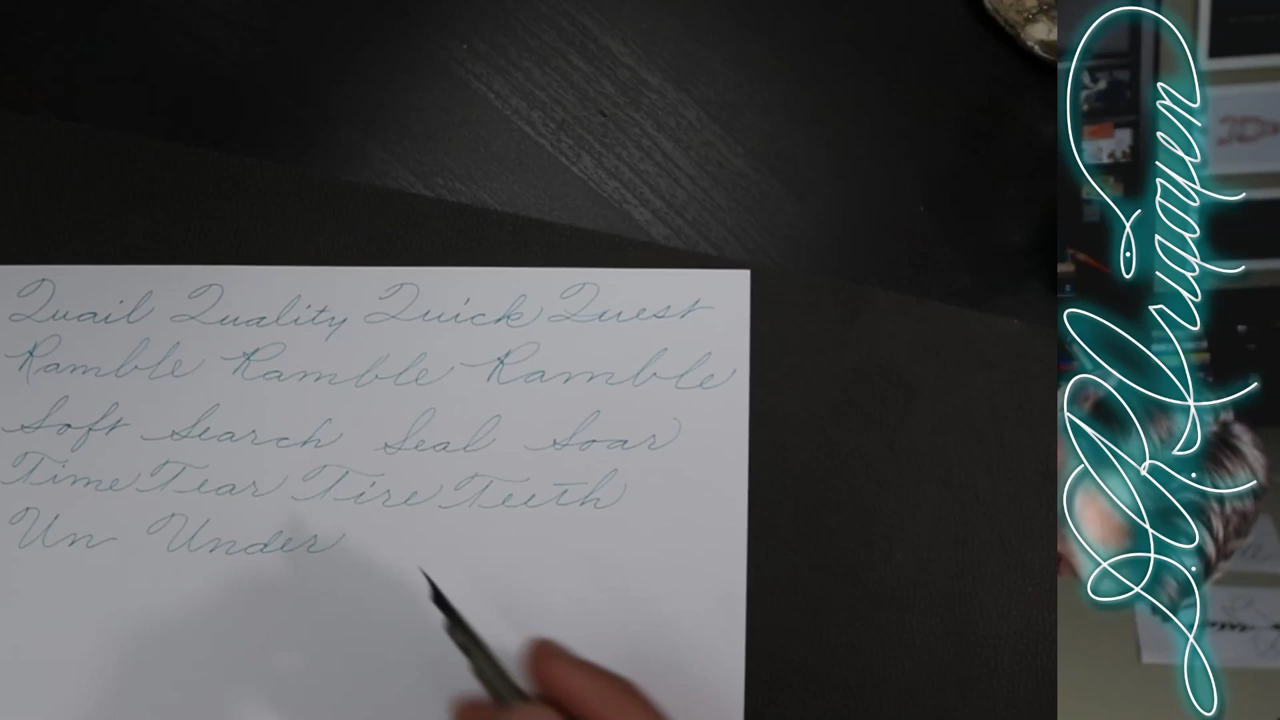 Quail Quality Quick Quest
Ramble Ramble Ramble
Soft Search Seal Soar
Time Tear Tire Teeth
Un Under